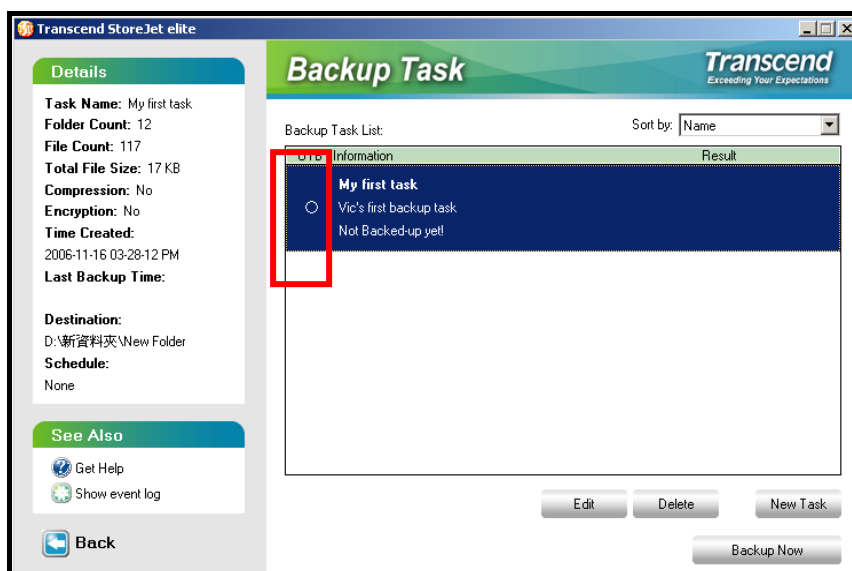 Transcend StoreJet elite
Details
Task Name: My first task
Folder Count: 12
File Count: 117
Total File Size: 17 KB
Compression: No
Encryption: No
Time Created:
2006-11-16 03-28-12 PM
Last Backup Time:
Destination:
D:\新資料夾\New Folder
Schedule:
None
See Also
Get Help
Show event log
Back
Backup Task
Transcend
Exceeding Your Expectations
Backup Task List:
Sort by: Name
Information Result
My first task
Vic's first backup task
Not Backed-up yet!
Edit Delete New Task
Backup Now